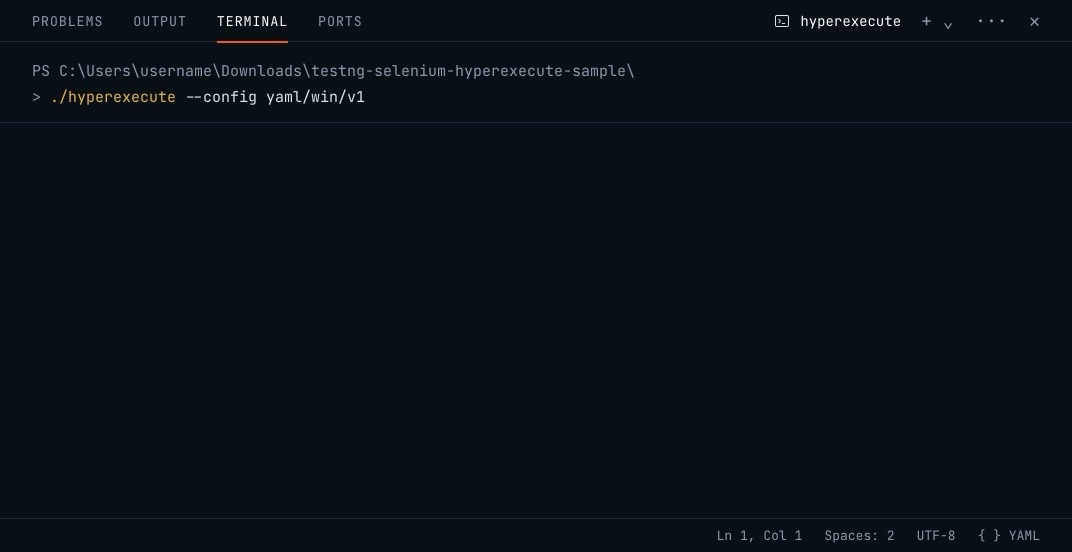 PROBLEMS OUTPUT TERMINAL PORTS hyperexecute
PS C:\Users\username\Downloads\testng-selenium-hyperexecute-sample\
> ./hyperexecute --config yaml/win/v1
Ln 1, Col 1 Spaces: 2 UTF-8 { } YAML